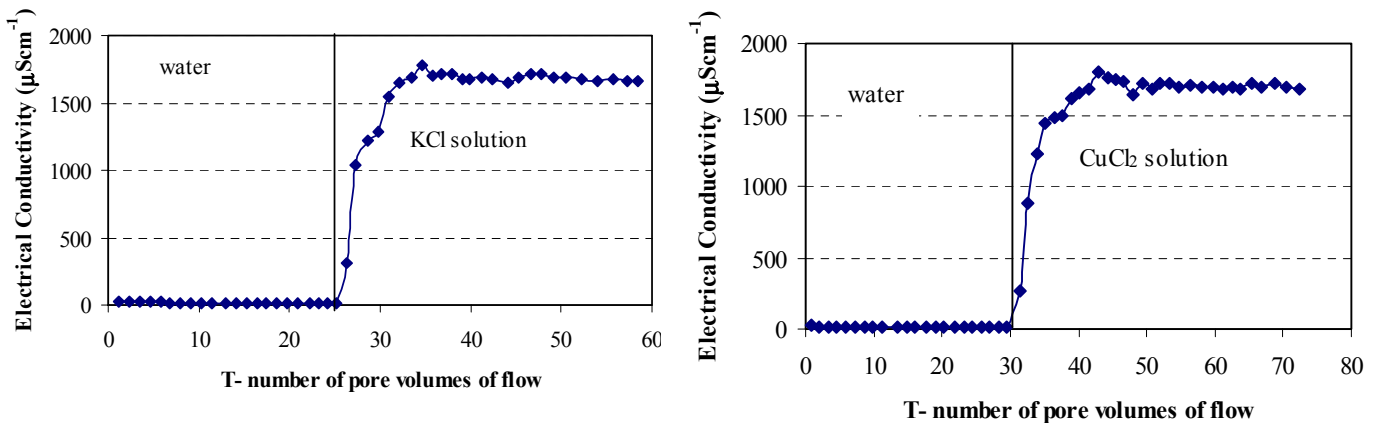 Electrical Conductivity (µScm⁻¹)
2000
1500
1000
500
0
water
KCl solution
0 10 20 30 40 50 60
T- number of pore volumes of flow
Electrical Conductivity (µScm⁻¹)
2000
1500
1000
500
0
water
CuCl₂ solution
0 10 20 30 40 50 60 70 80
T- number of pore volumes of flow